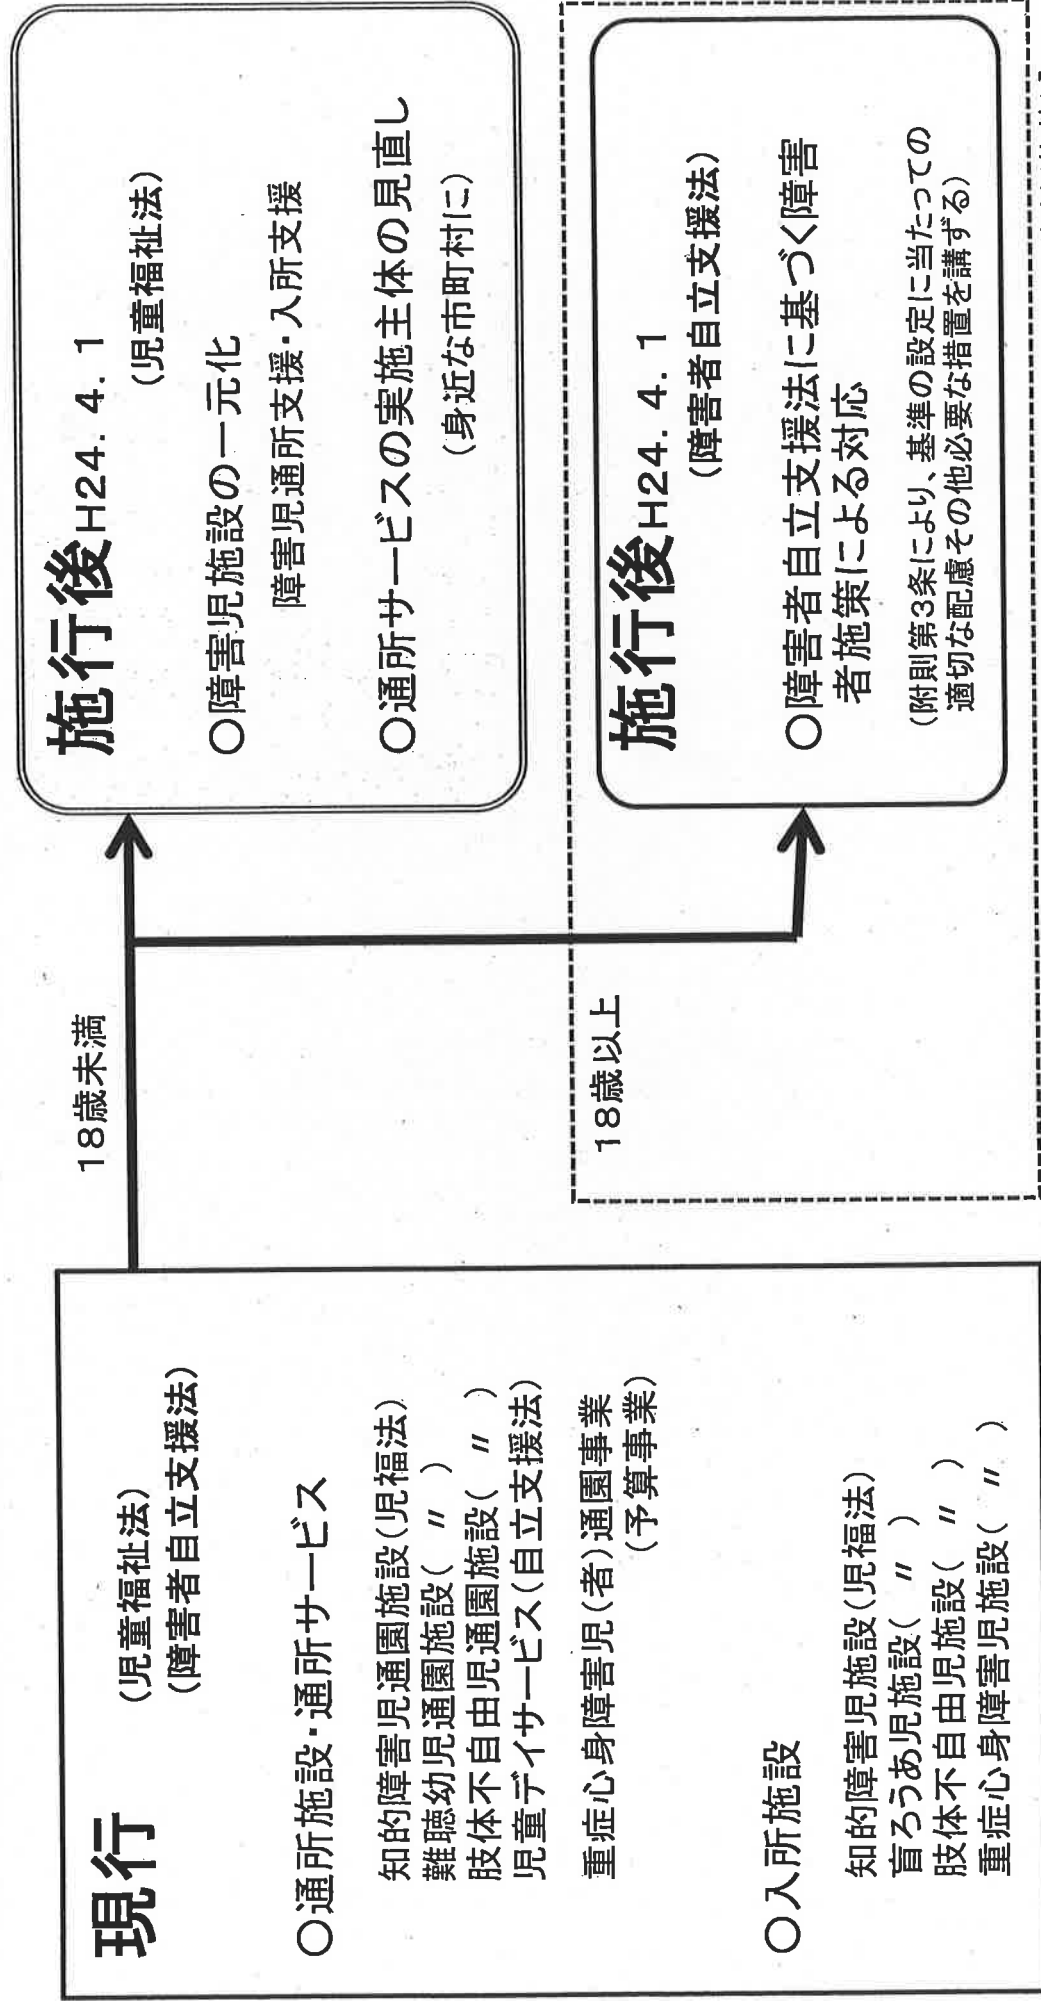 現行
(児童福祉法)
(障害者自立支援法)
○通所施設・通所サービス
知的障害児通園施設(児福法)
難聴幼児通園施設( 〃 )
肢体不自由児通園施設( 〃 )
児童デイサービス(自立支援法)
重症心身障害児(者)通園事業
(予算事業)
○入所施設
知的障害児施設(児福法)
盲ろうあ児施設( 〃 )
肢体不自由児施設( 〃 )
重症心身障害児施設( 〃 )
18歳未満
18歳以上
施行後H24.4.1
(児童福祉法)
○障害児施設の一元化
障害児通所支援・入所支援
○通所サービスの実施主体の見直し
(身近な市町村に)
施行後H24.4.1
(障害者自立支援法)
○障害者自立支援法に基づく障害
者施策による対応
(附則第3条により、基準の設定に当たっての
適切な配慮その他必要な措置を講ずる)